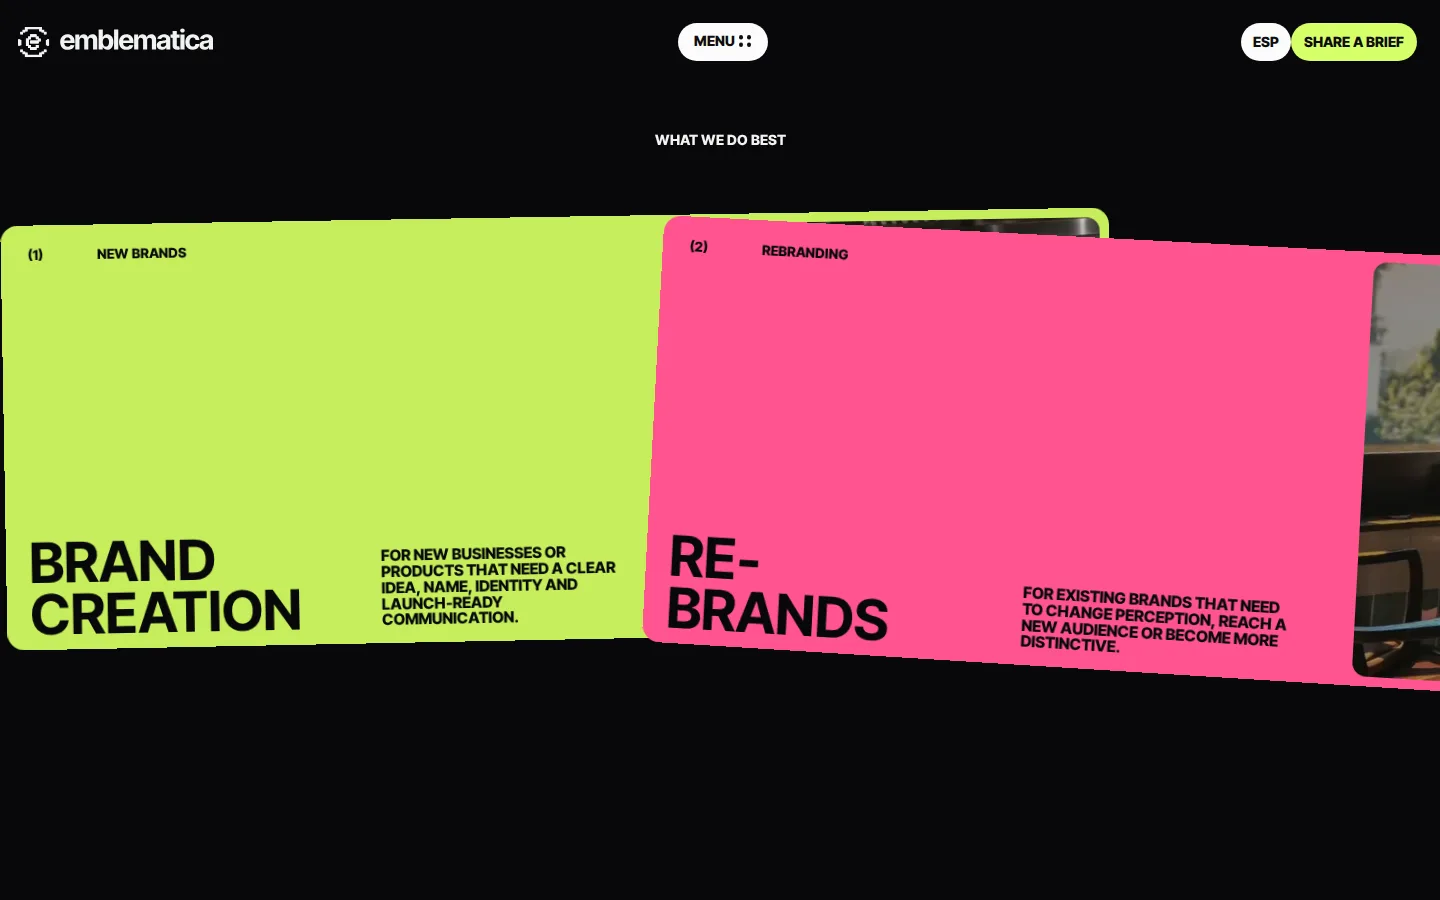 emblematica
MENU
ESP
SHARE A BRIEF
WHAT WE DO BEST
(1)
NEW BRANDS
BRAND
CREATION
FOR NEW BUSINESSES OR
PRODUCTS THAT NEED A CLEAR
IDEA, NAME, IDENTITY AND
LAUNCH-READY
COMMUNICATION.
(2)
REBRANDING
RE-
BRANDS
FOR EXISTING BRANDS THAT NEED
TO CHANGE PERCEPTION, REACH A
NEW AUDIENCE OR BECOME MORE
DISTINCTIVE.